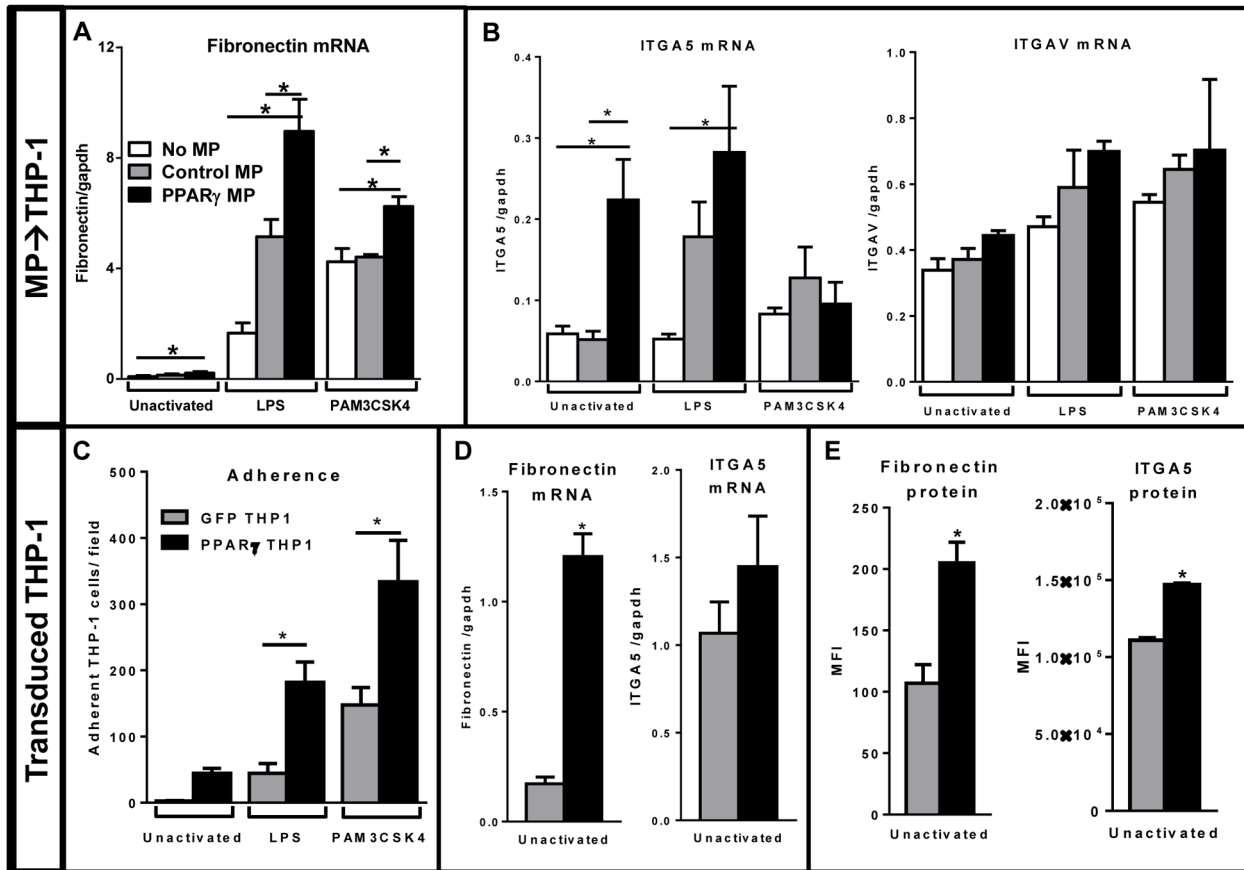 MP→THP-1
A
Fibronectin mRNA
Fibronectin/gapdh
12
8
4
0
No MP
Control MP
PPARγ MP
*
*
*
*
*
Unactivated
LPS
PAM3CSK4
B
ITGA5 mRNA
ITGA5 /gapdh
0.4
0.3
0.2
0.1
0.0
*
*
*
Unactivated
LPS
PAM3CSK4
ITGAV mRNA
ITGAV /gapdh
1.0
0.8
0.6
0.4
0.2
0.0
Unactivated
LPS
PAM3CSK4
Transduced THP-1
C
Adherence
Adherent THP-1 cells/ field
500
400
300
200
100
0
GFP THP1
PPARγ THP1
*
*
Unactivated
LPS
PAM3CSK4
D
Fibronectin
mRNA
Fibronectin /gapdh
1.5
1.0
0.5
0.0
*
Unactivated
ITGA5
mRNA
ITGA5 /gapdh
2.0
1.5
1.0
0.5
0.0
Unactivated
E
Fibronectin
protein
MFI
250
200
150
100
50
0
*
Unactivated
ITGA5
protein
MFI
2.0×10⁵
1.5×10⁵
1.0×10⁵
5.0×10⁴
0
*
Unactivated